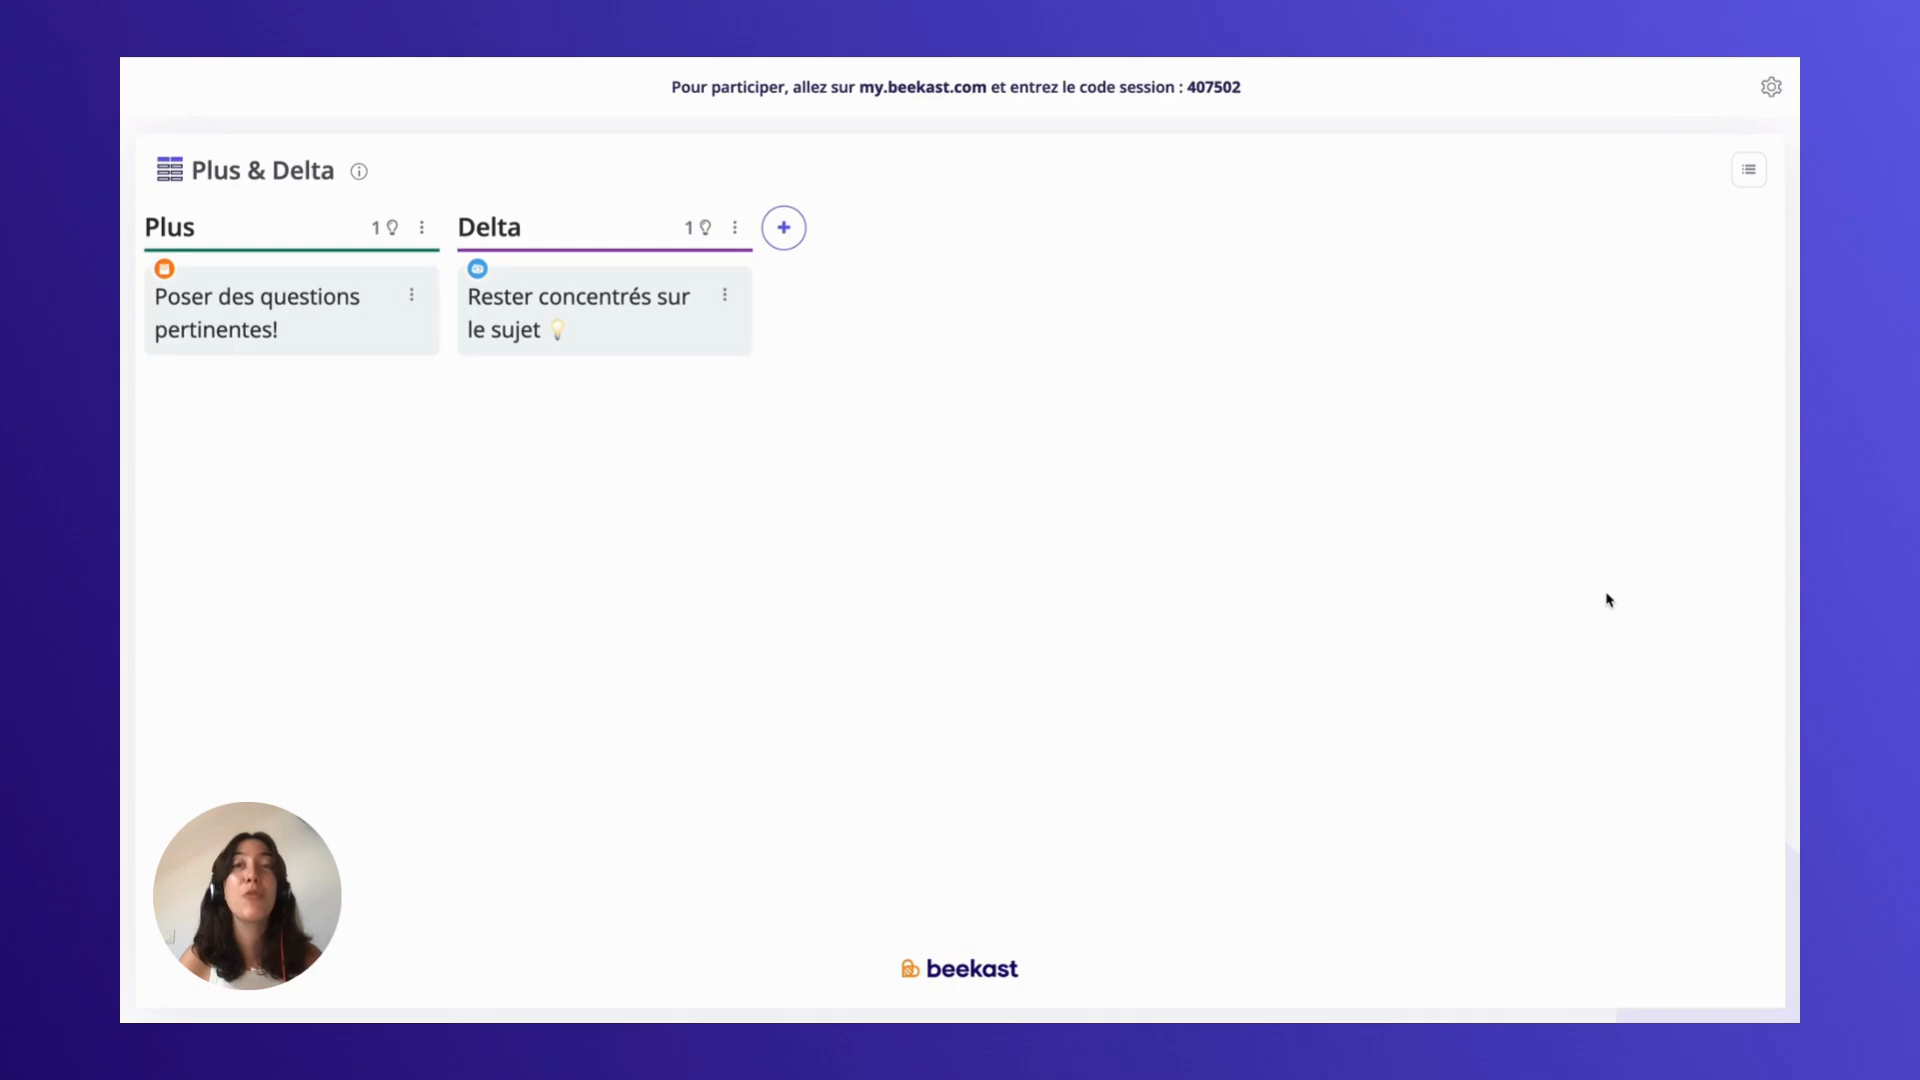 Pour participer, allez sur my.beekast.com et entrez le code session : 407502
Plus & Delta
Plus 1
Delta 1
Poser des questions
pertinentes!
Rester concentrés sur
le sujet 💡
beekast